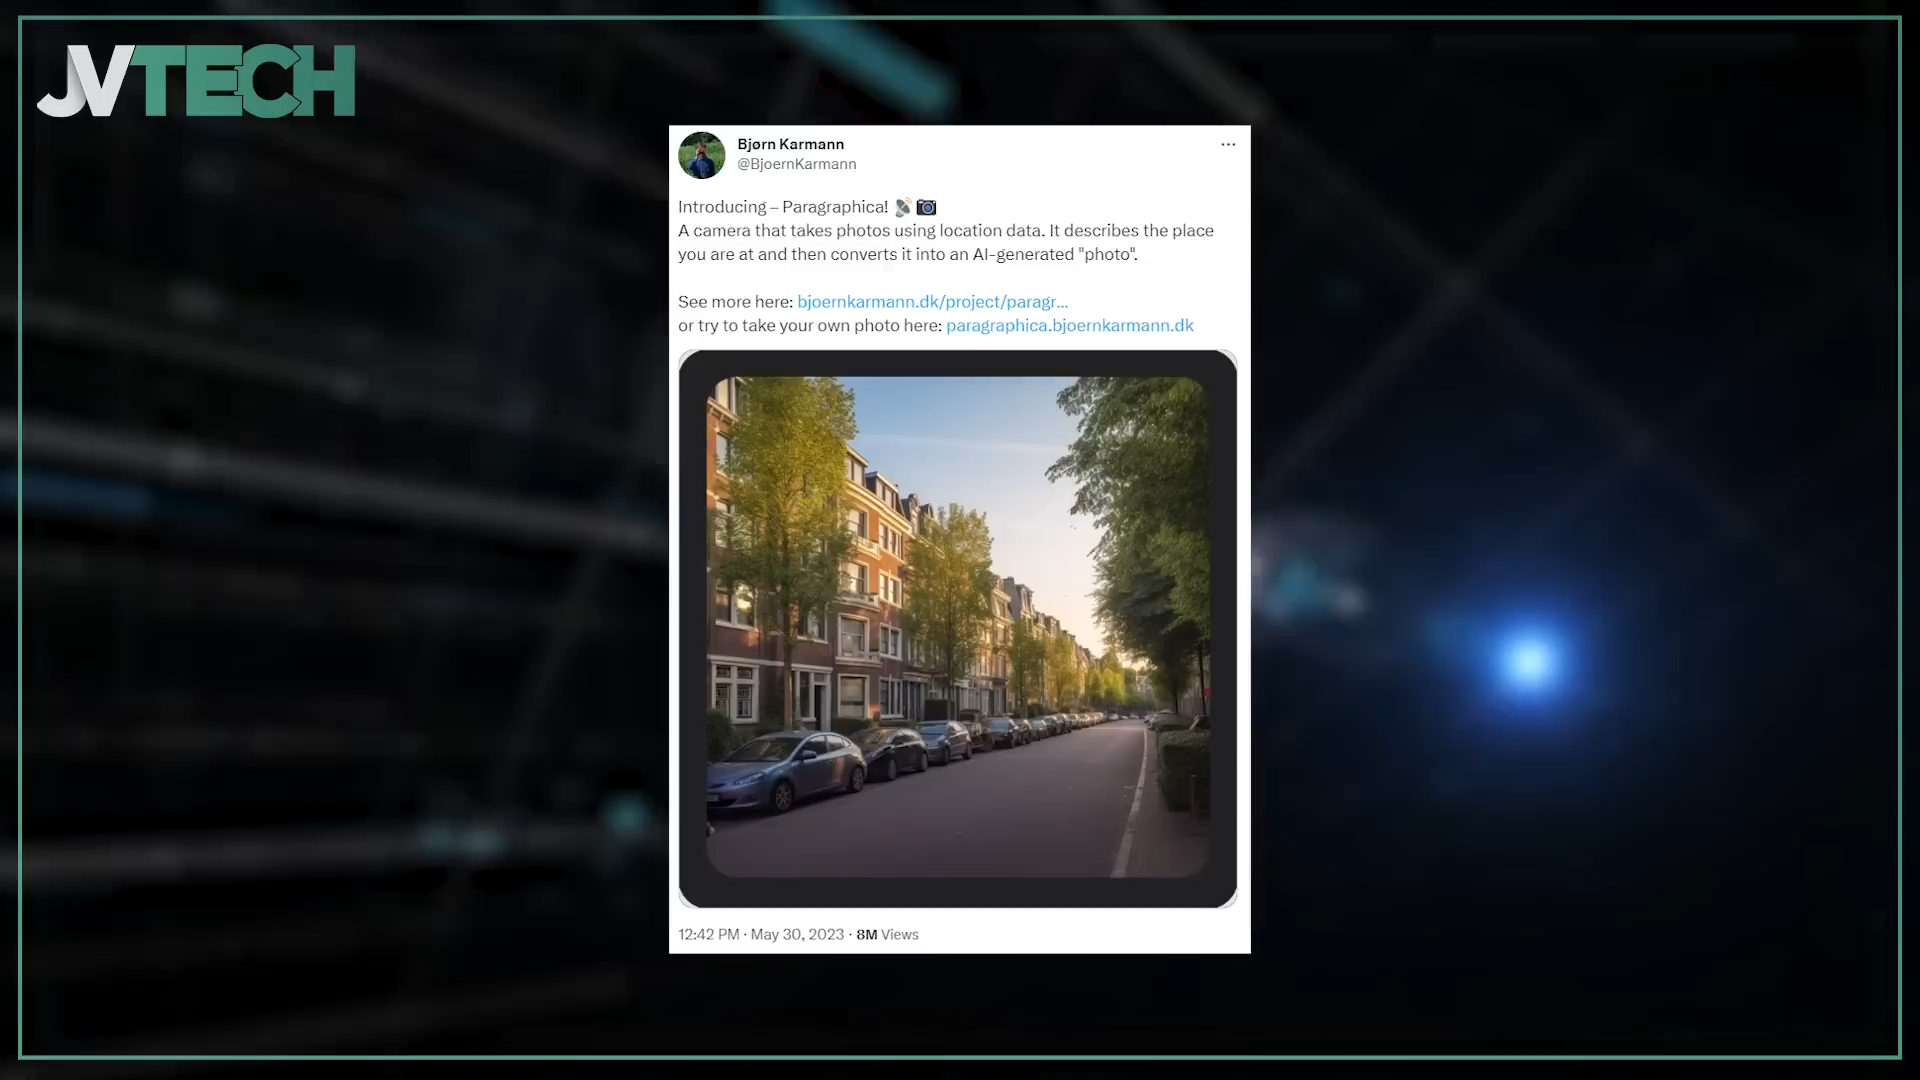 JVTECH
Bjørn Karmann
@BjoernKarmann
Introducing – Paragraphica! 📡📷
A camera that takes photos using location data. It describes the place
you are at and then converts it into an AI-generated "photo".
See more here: bjoernkarmann.dk/project/paragr...
or try to take your own photo here: paragraphica.bjoernkarmann.dk
12:42 PM · May 30, 2023 · 8M Views